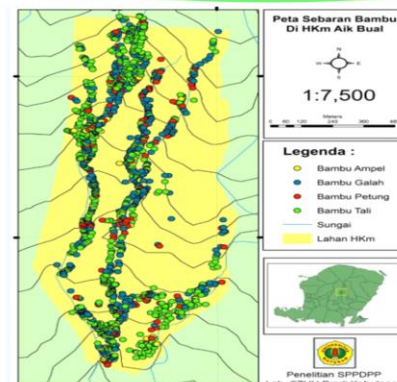 Peta Sebaran Bambu
Di HKm Aik Bual
N
W E
S
1:7,500
Meters
Legenda :
Bambu Ampel
Bambu Galah
Bambu Petung
Bambu Tali
Sungai
Lahan HKm
Penelitian SPPDPP